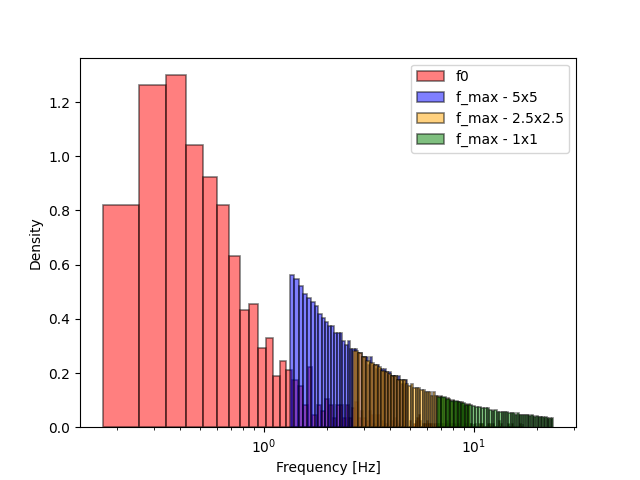 f0
f_max - 5x5
f_max - 2.5x2.5
f_max - 1x1
Density
1.2
1.0
0.8
0.6
0.4
0.2
0.0
10⁰
10¹
Frequency [Hz]